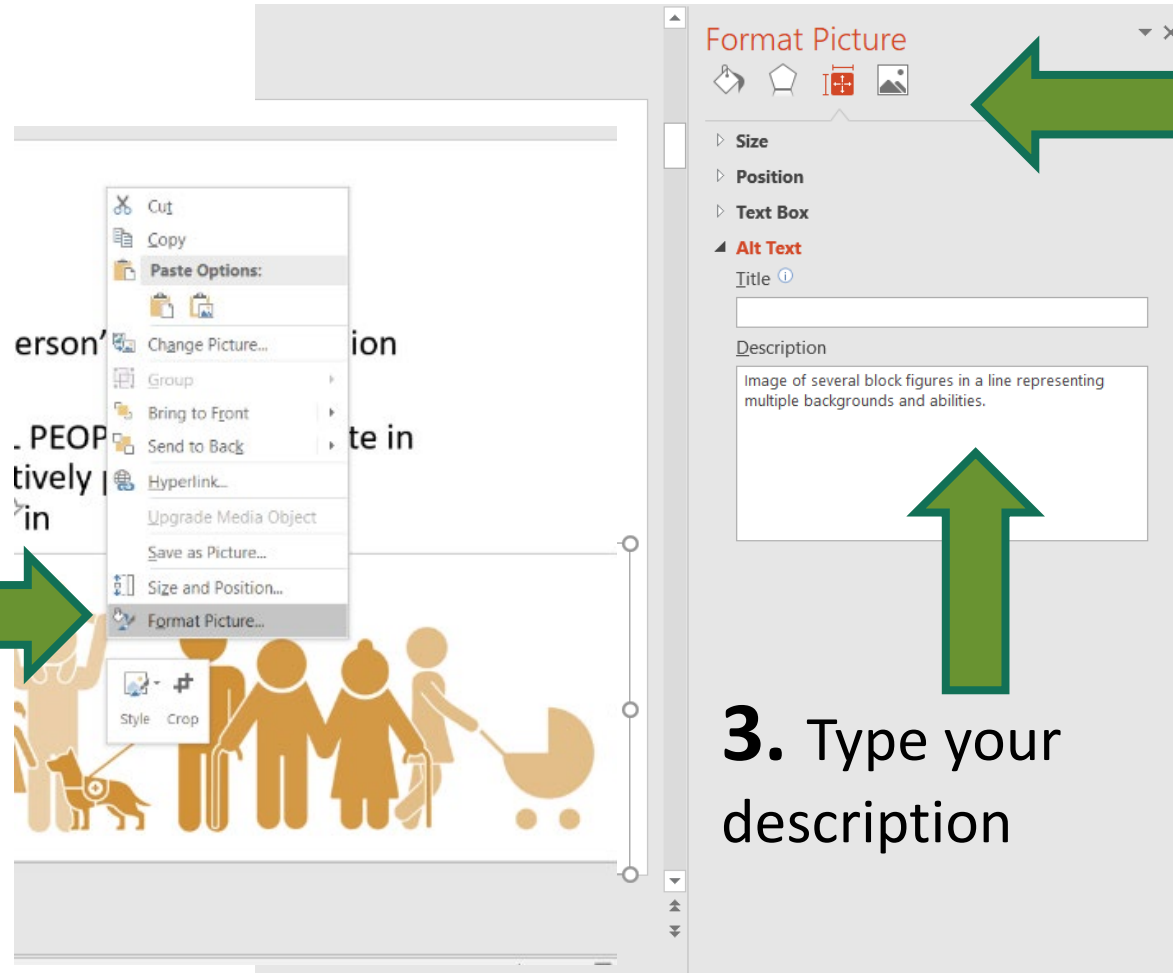 Format Picture
Size
Position
Text Box
Alt Text
Title
Description
Image of several block figures in a line representing
multiple backgrounds and abilities.
Cut
Copy
Paste Options:
Change Picture...
Group
Bring to Front
Send to Back
Hyperlink...
Upgrade Media Object
Save as Picture...
Size and Position...
Format Picture...
Style Crop
erson' ion
PEOP te in
tively p
in
3. Type your
description